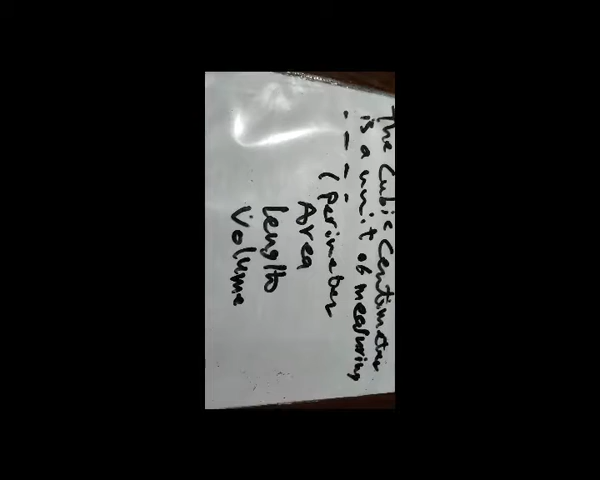 The Cubic Centimeter
is a unit of measuring
. - - -
( perimeter
Area
length
Volume